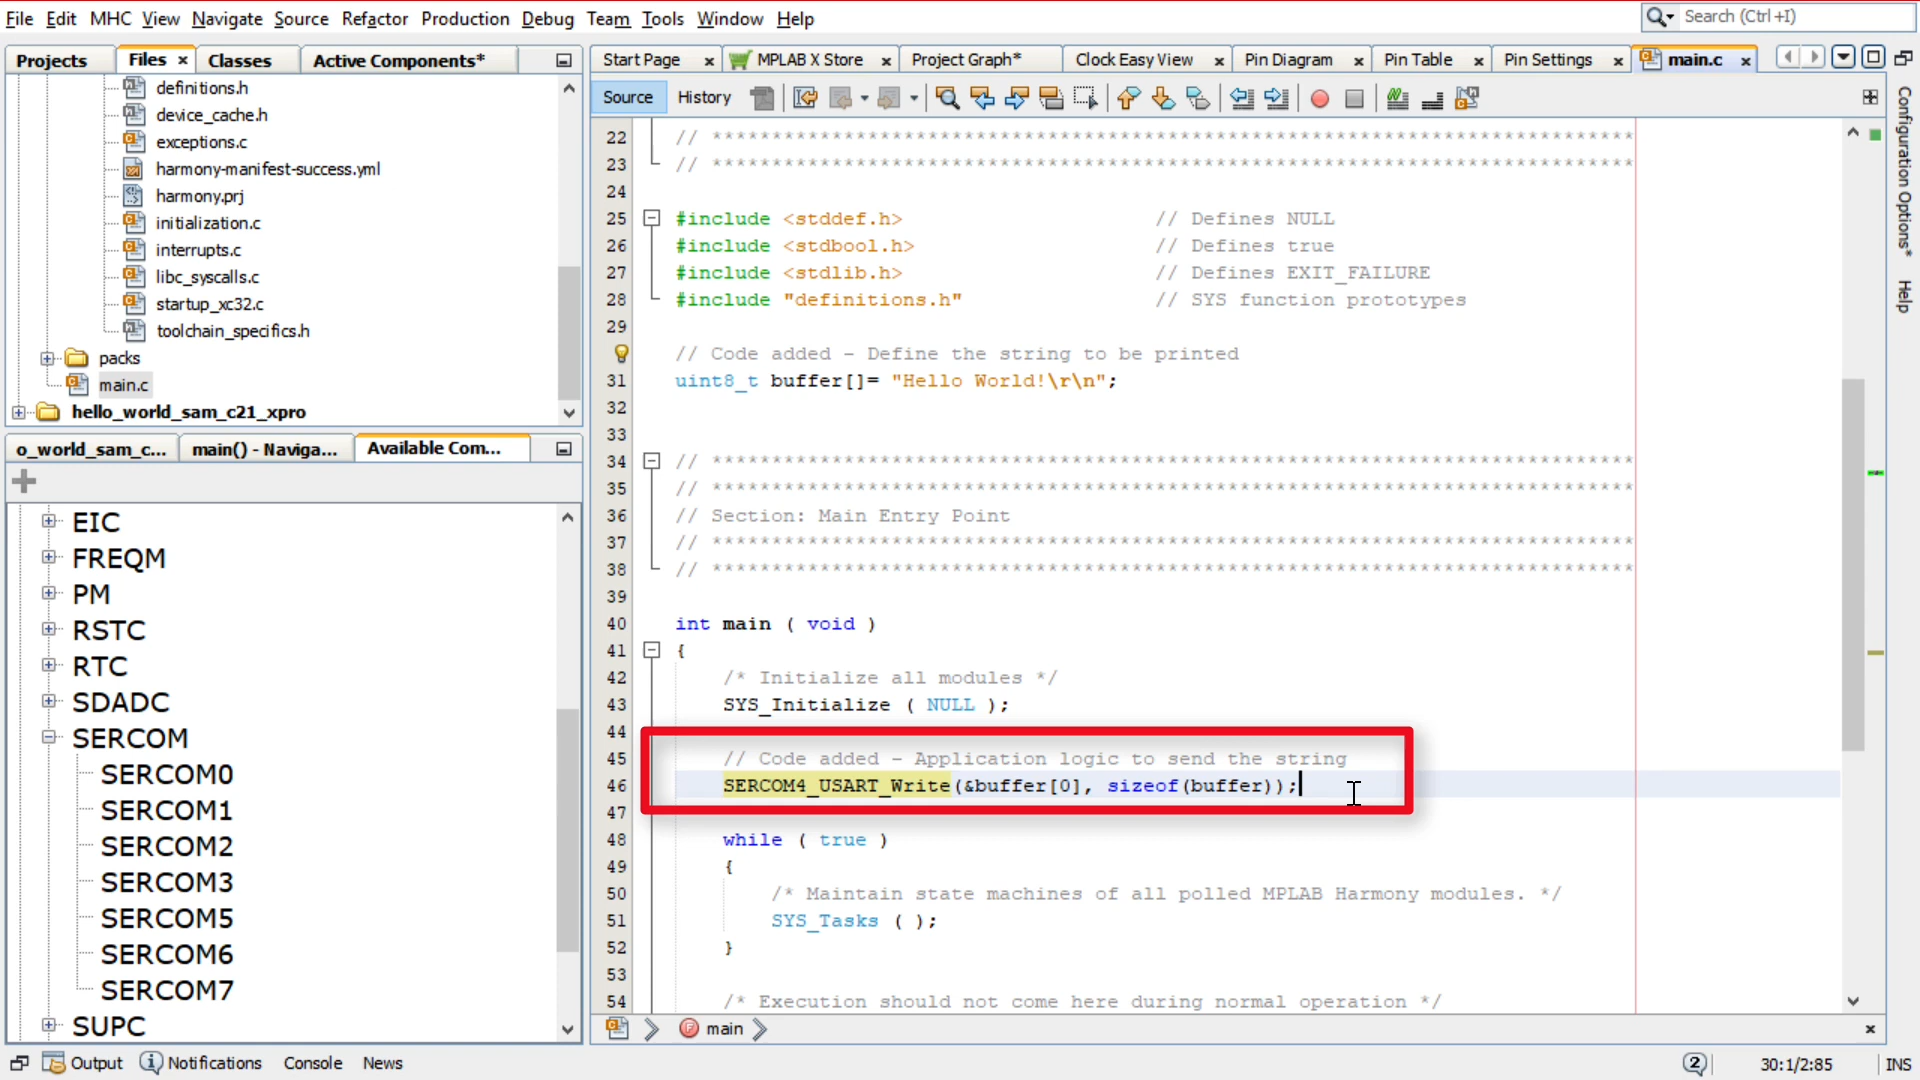 File Edit MHC View Navigate Source Refactor Production Debug Team Tools Window Help
Search (Ctrl+I)
Projects Files Classes Active Components*
definitions.h
device_cache.h
exceptions.c
harmony-manifest-success.yml
harmony.prj
initialization.c
interrupts.c
libc_syscalls.c
startup_xc32.c
toolchain_specifics.h
packs
main.c
hello_world_sam_c21_xpro
o_world_sam_c... main() - Naviga... Available Com...
EIC
FREQM
PM
RSTC
RTC
SDADC
SERCOM
SERCOM0
SERCOM1
SERCOM2
SERCOM3
SERCOM5
SERCOM6
SERCOM7
SUPC
Start Page MPLAB X Store Project Graph* Clock Easy View Pin Diagram Pin Table Pin Settings main.c
Source History
22 // *****************************************************************************
23 // *****************************************************************************
24
25 #include <stddef.h> // Defines NULL
26 #include <stdbool.h> // Defines true
27 #include <stdlib.h> // Defines EXIT_FAILURE
28 #include "definitions.h" // SYS function prototypes
29
// Code added - Define the string to be printed
31 uint8_t buffer[]= "Hello World!\r\n";
32
33
34 // *****************************************************************************
35 // *****************************************************************************
36 // Section: Main Entry Point
37 // *****************************************************************************
38 // *****************************************************************************
39
40 int main ( void )
41 {
42 /* Initialize all modules */
43 SYS_Initialize ( NULL );
44
45 // Code added - Application logic to send the string
46 SERCOM4_USART_Write(&buffer[0], sizeof(buffer));
47
48 while ( true )
49 {
50 /* Maintain state machines of all polled MPLAB Harmony modules. */
51 SYS_Tasks ( );
52 }
53
54 /* Execution should not come here during normal operation */
main
Configuration Options*
Help
Output Notifications Console News
2 30:1/2:85 INS